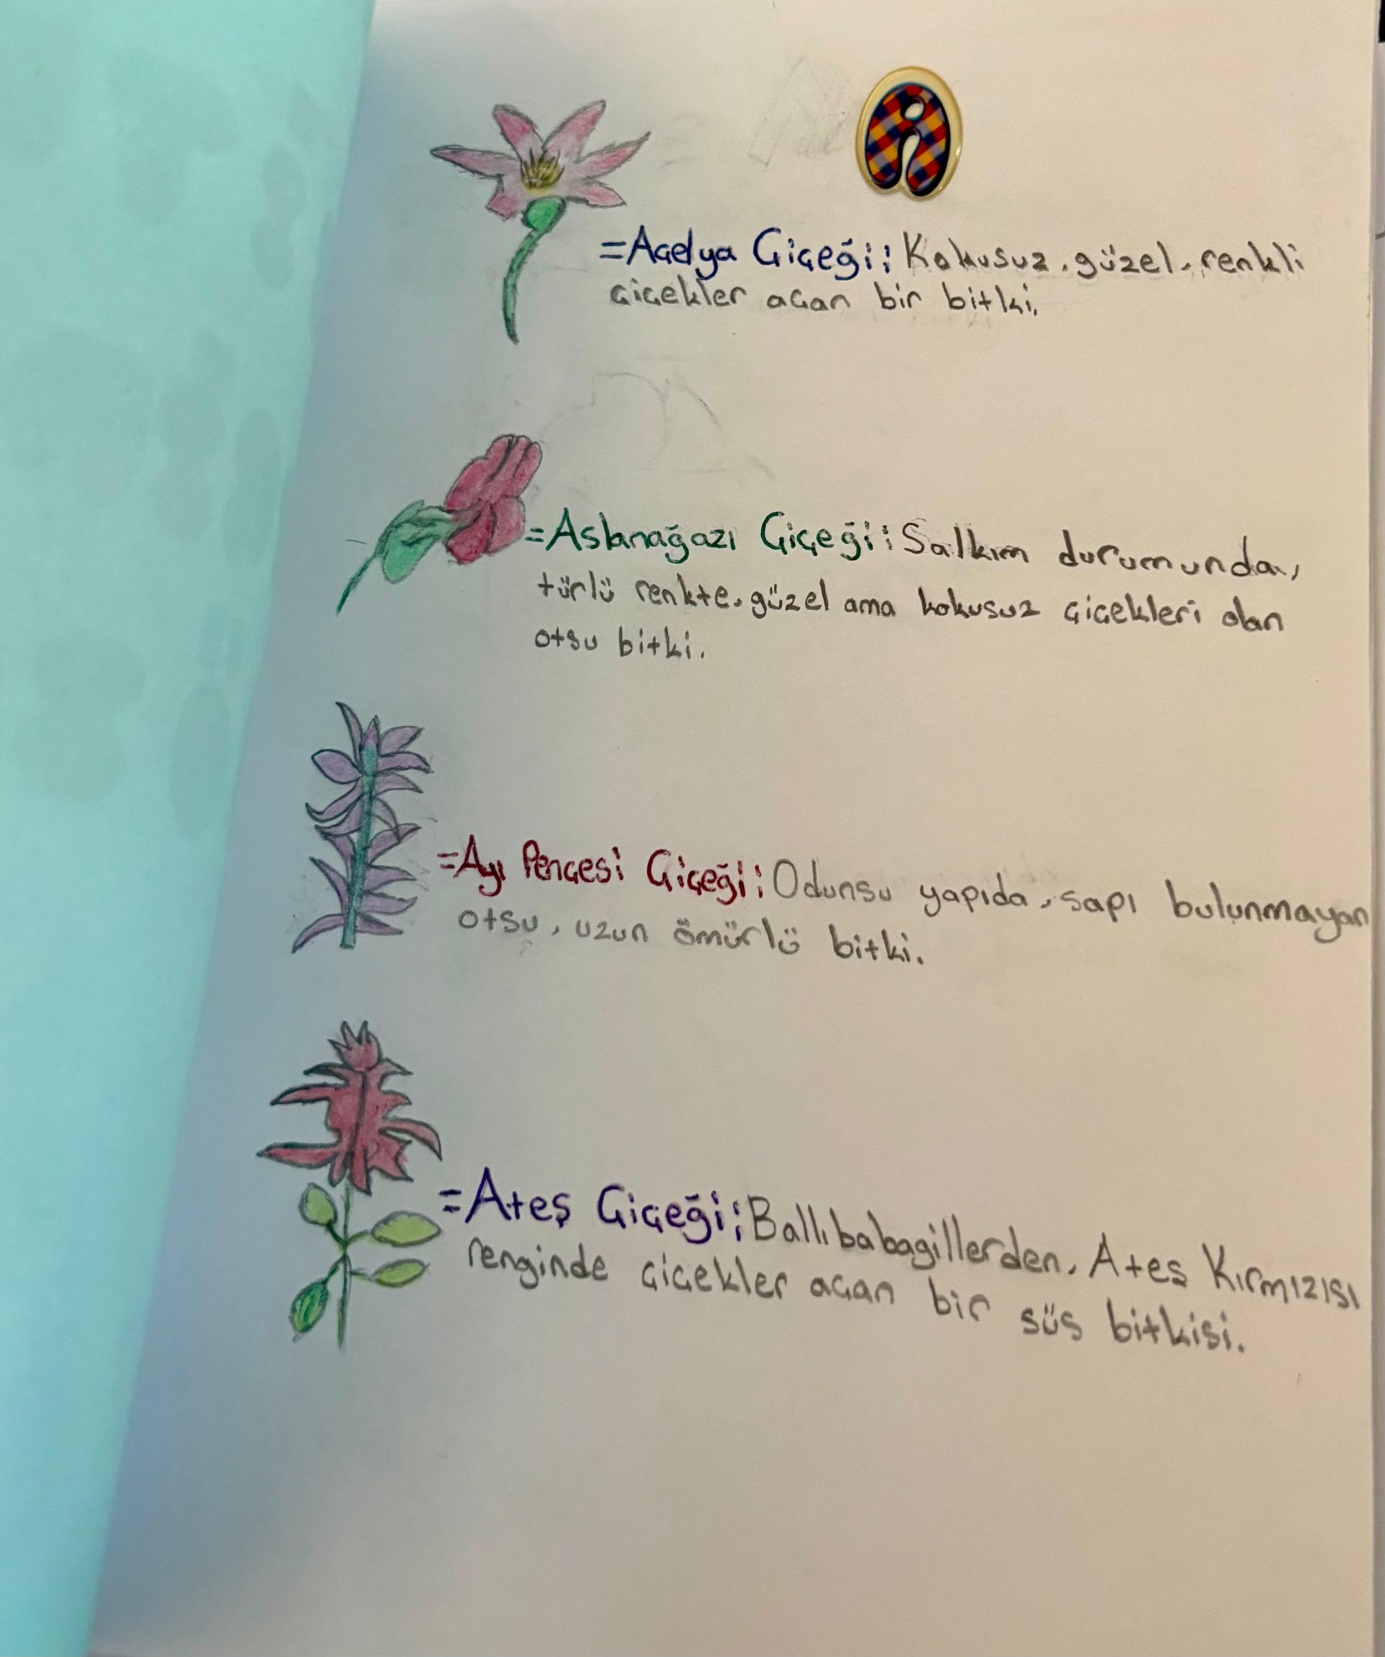 A
=Açelya Çiçeği: Kokusuz, güzel, renkli
çiçekler açan bir bitki.
=Aslanağazı Çiçeği: Salkım durumunda,
türlü renkte, güzel ama kokusuz çiçekleri olan
otsu bitki.
=Ayı Pençesi Çiçeği: Odunsu yapıda, sapı bulunmayan
otsu, uzun ömürlü bitki.
=Ateş Çiçeği: Ballıbabagillerden, Ateş Kırmızısı
renginde çiçekler açan bir süs bitkisi.